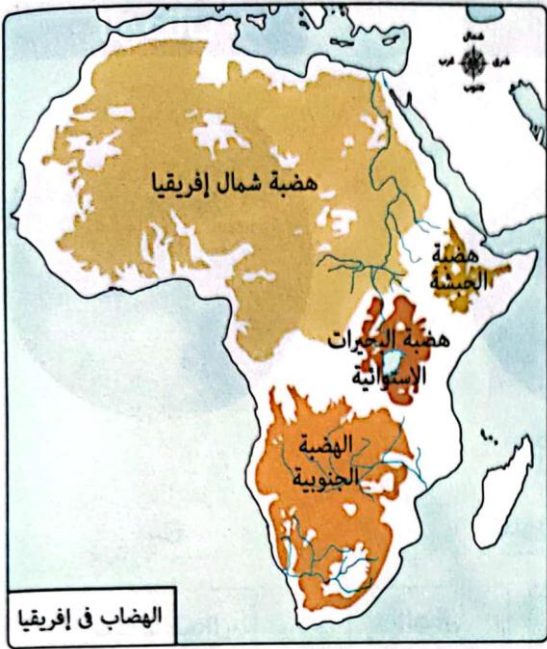 شمال
غرب
شرق
جنوب
هضبة شمال إفريقيا
هضبة
الحبشة
هضبة البحيرات
الإستوائية
الهضبة
الجنوبية
الهضاب فى إفريقيا